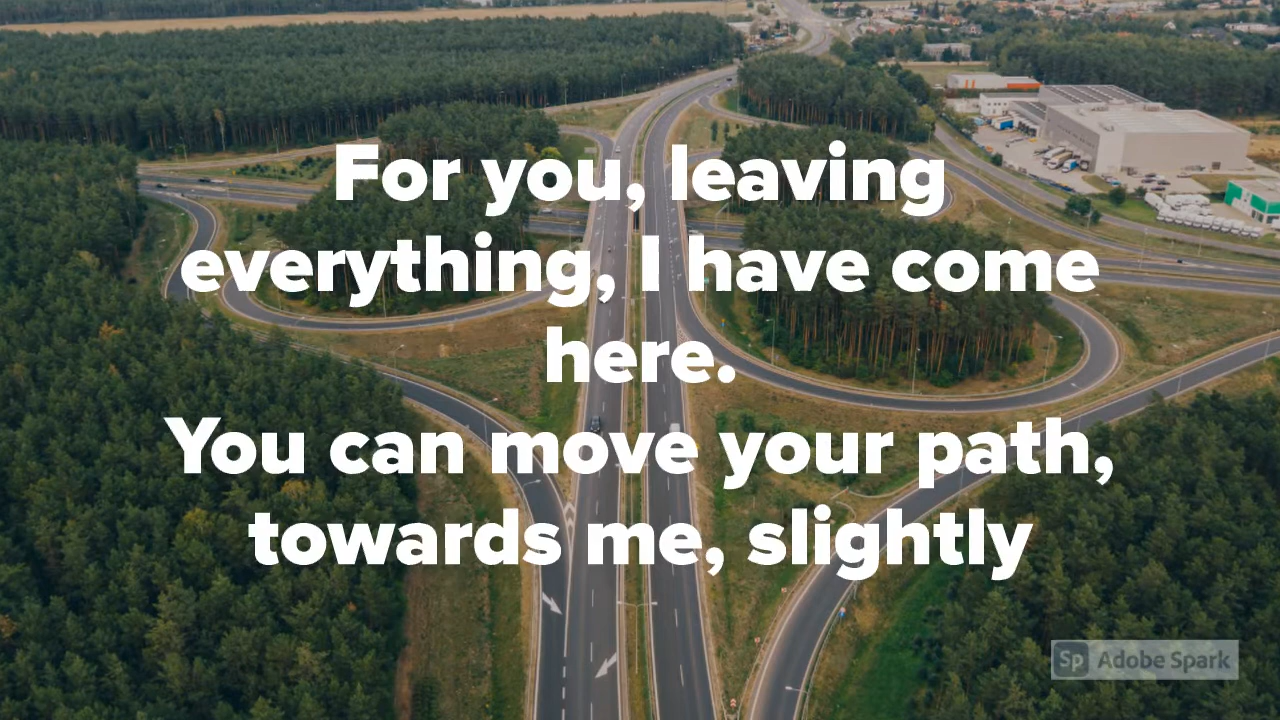 For you, leaving
everything, I have come
here.
You can move your path,
towards me, slightly
Sp Adobe Spark